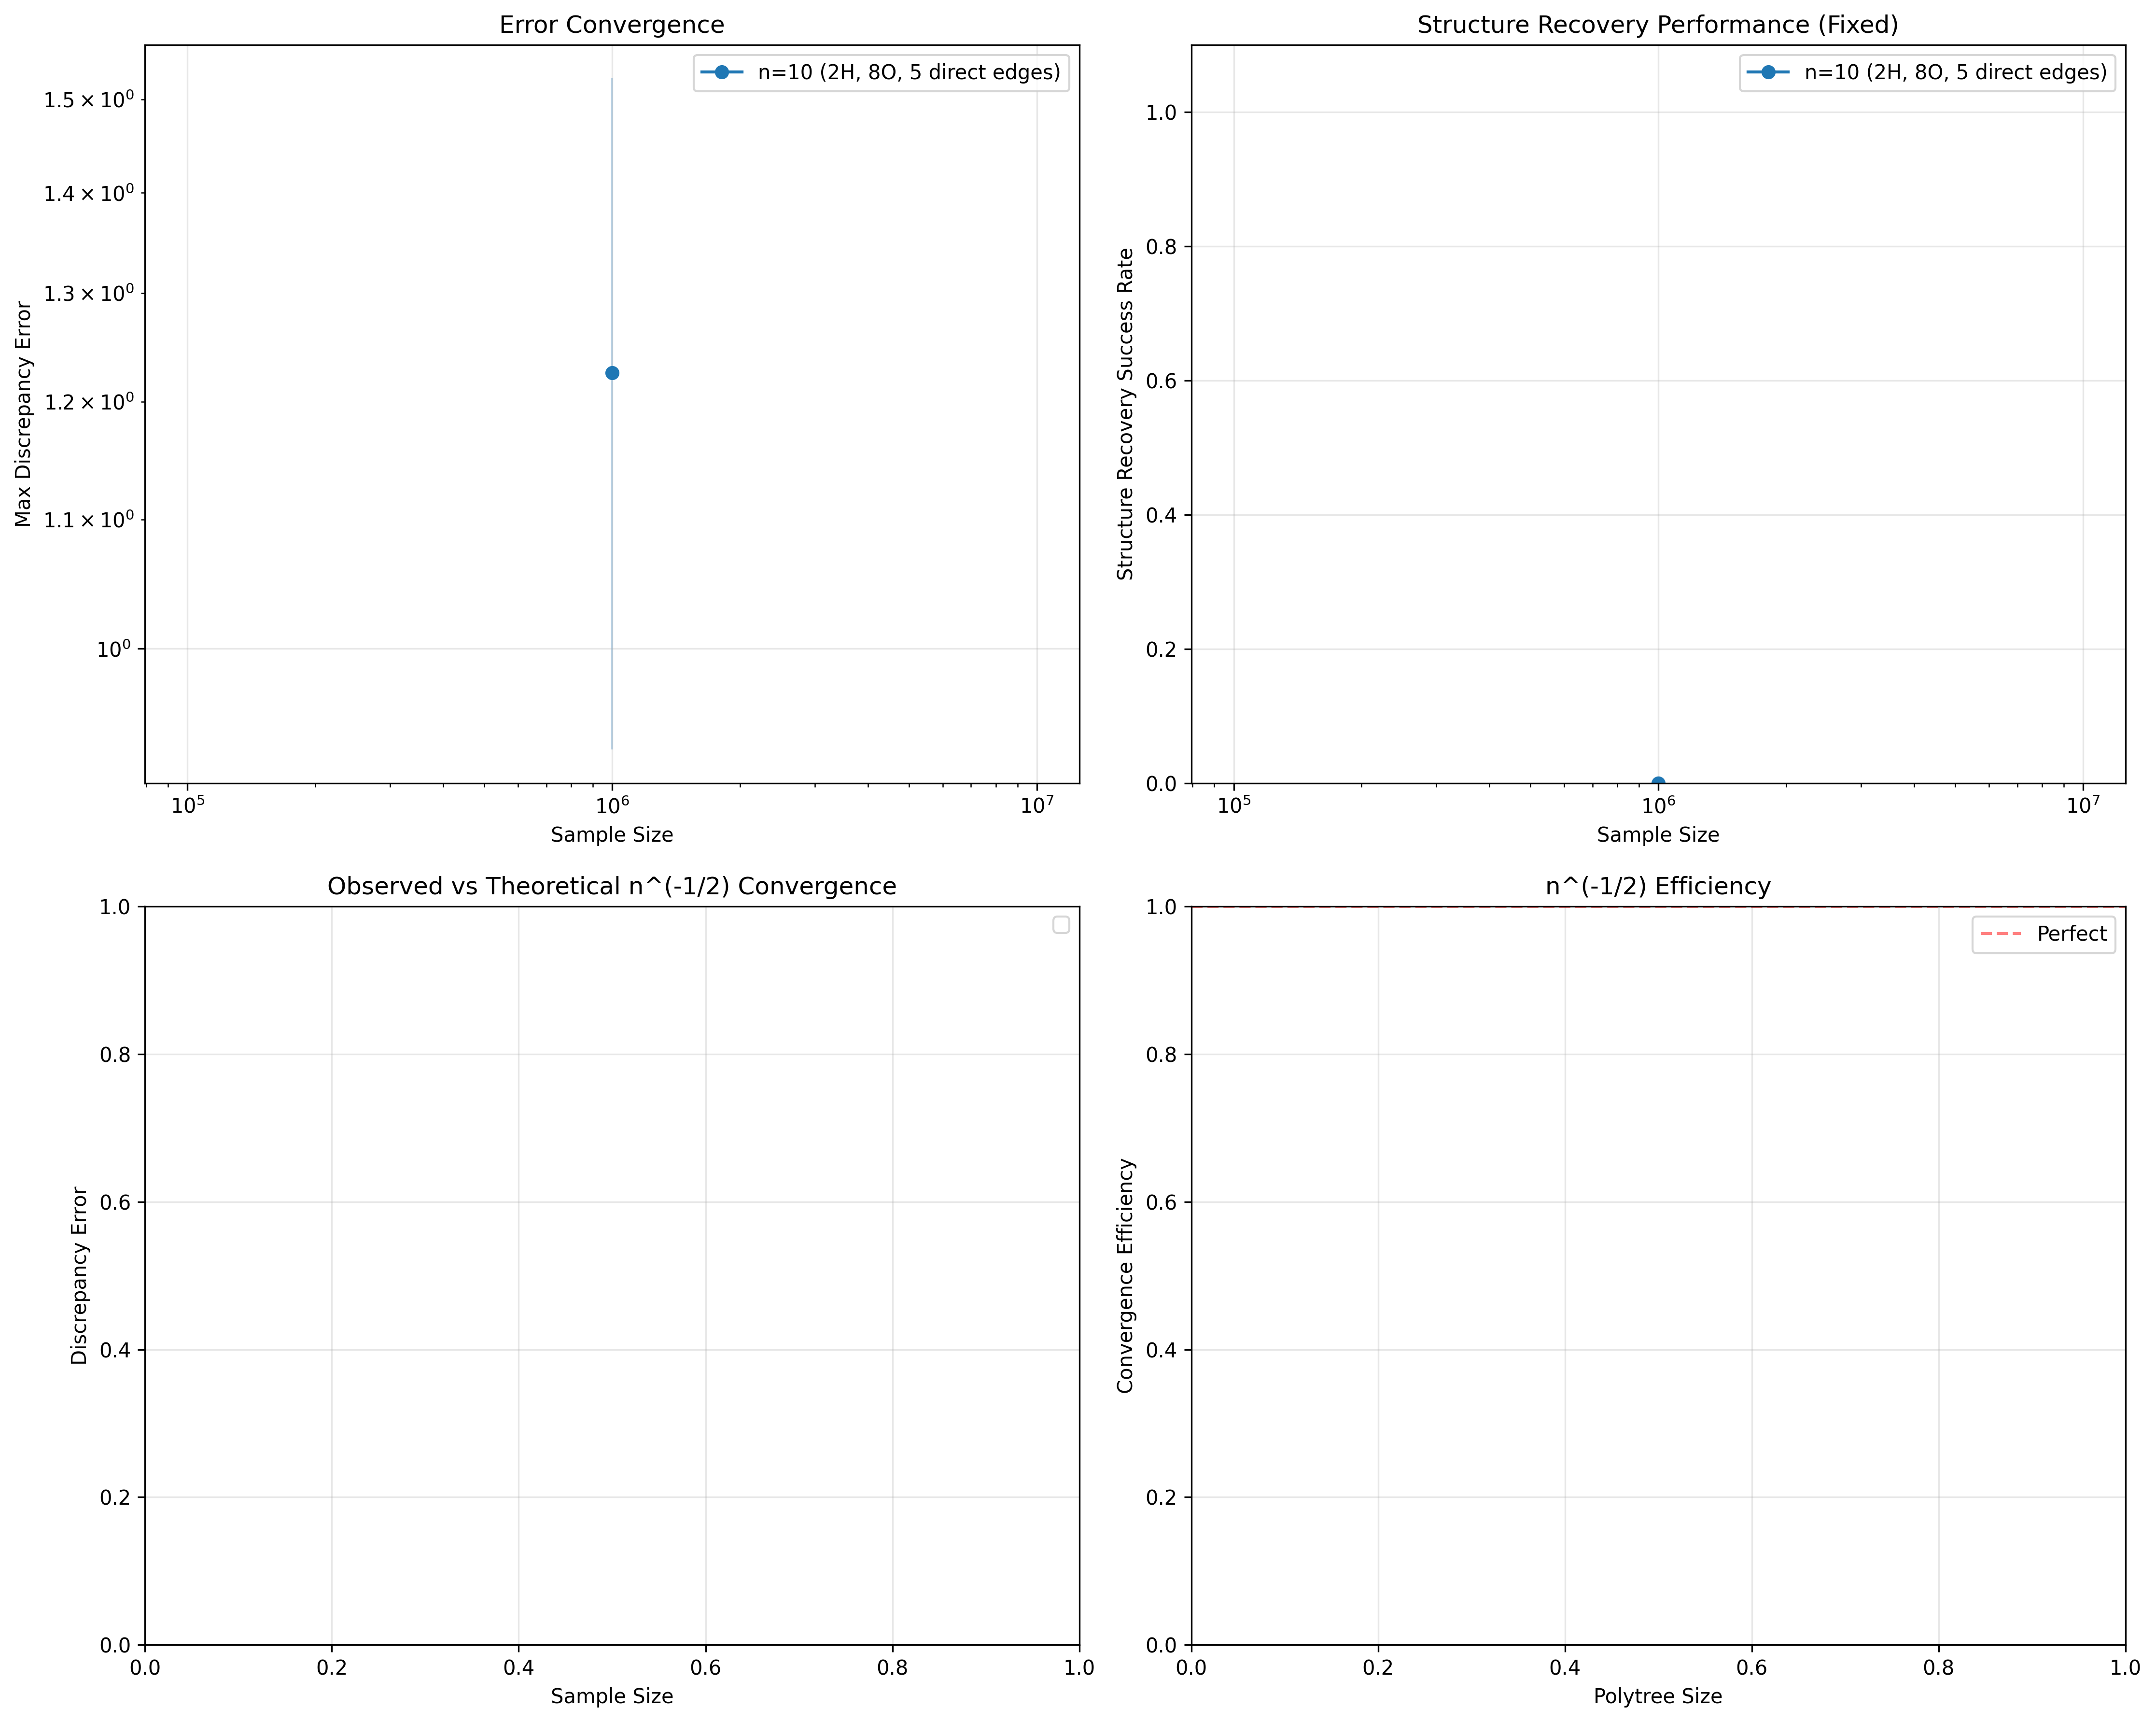 Error Convergence
n=10 (2H, 8O, 5 direct edges)
Max Discrepancy Error
1.5 × 10⁰
1.4 × 10⁰
1.3 × 10⁰
1.2 × 10⁰
1.1 × 10⁰
10⁰
10⁵ 10⁶ 10⁷
Sample Size
Structure Recovery Performance (Fixed)
n=10 (2H, 8O, 5 direct edges)
Structure Recovery Success Rate
1.0
0.8
0.6
0.4
0.2
0.0
10⁵ 10⁶ 10⁷
Sample Size
Observed vs Theoretical n^(-1/2) Convergence
Discrepancy Error
1.0
0.8
0.6
0.4
0.2
0.0
0.0 0.2 0.4 0.6 0.8 1.0
Sample Size
n^(-1/2) Efficiency
Perfect
Convergence Efficiency
1.0
0.8
0.6
0.4
0.2
0.0
0.0 0.2 0.4 0.6 0.8 1.0
Polytree Size